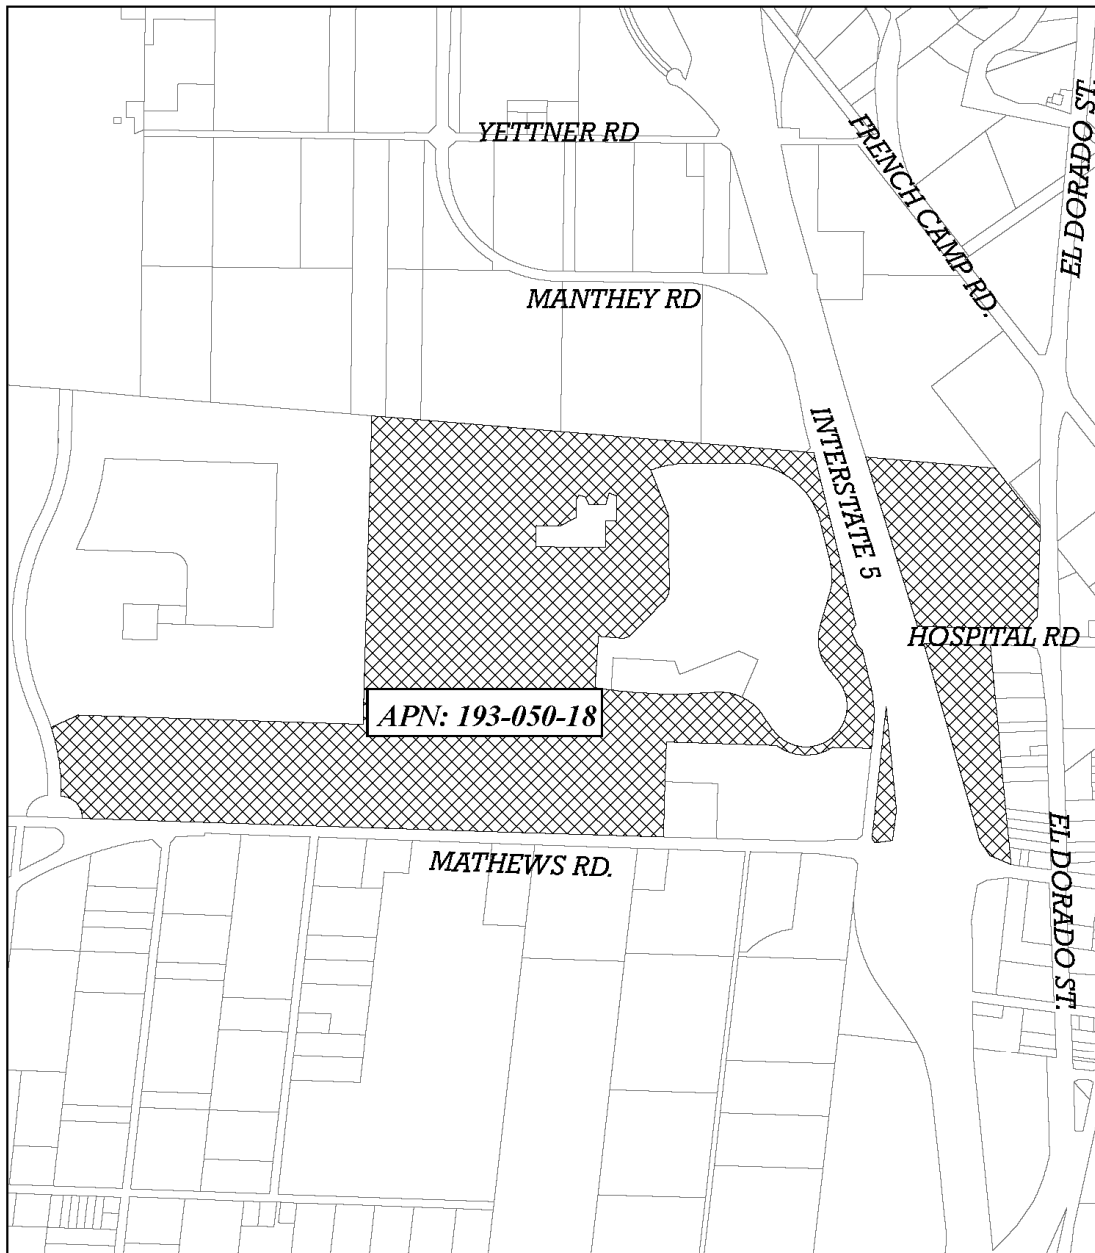 YETTNER RD
FRENCH CAMP RD.
EL DORADO ST.
MANTHEY RD
INTERSTATE 5
HOSPITAL RD
APN: 193-050-18
MATHEWS RD.
EL DORADO ST.